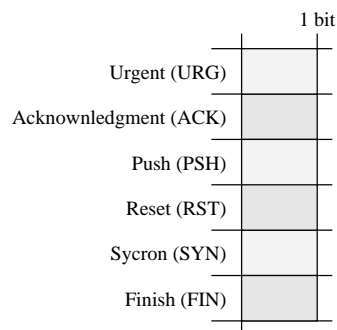 1 bit
Urgent (URG)
Acknownledgment (ACK)
Push (PSH)
Reset (RST)
Sycron (SYN)
Finish (FIN)